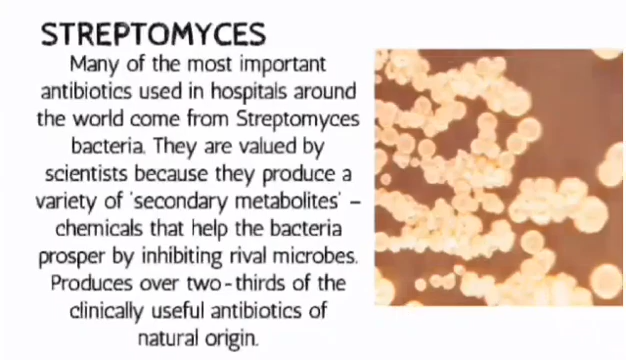 STREPTOMYCES
Many of the most important
antibiotics used in hospitals around
the world come from Streptomyces
bacteria. They are valued by
scientists because they produce a
variety of 'secondary metabolites' –
chemicals that help the bacteria
prosper by inhibiting rival microbes.
Produces over two-thirds of the
clinically useful antibiotics of
natural origin.